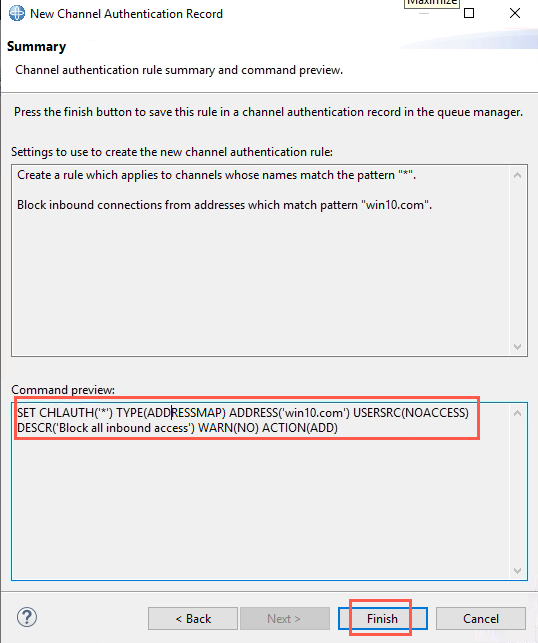 Maximize
New Channel Authentication Record
Summary
Channel authentication rule summary and command preview.
Press the finish button to save this rule in a channel authentication record in the queue manager.
Settings to use to create the new channel authentication rule:
Create a rule which applies to channels whose names match the pattern "*".
Block inbound connections from addresses which match pattern "win10.com".
Command preview:
SET CHLAUTH('*') TYPE(ADDRESSMAP) ADDRESS('win10.com') USERSRC(NOACCESS)
DESCR('Block all inbound access') WARN(NO) ACTION(ADD)
?
< Back
Next >
Finish
Cancel